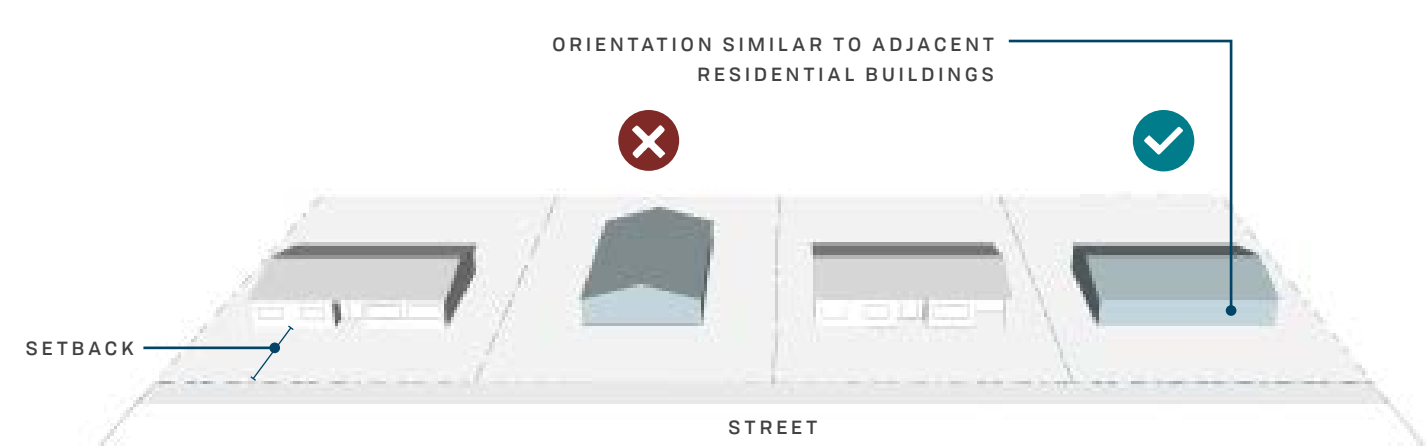 ORIENTATION SIMILAR TO ADJACENT
RESIDENTIAL BUILDINGS
SETBACK
STREET